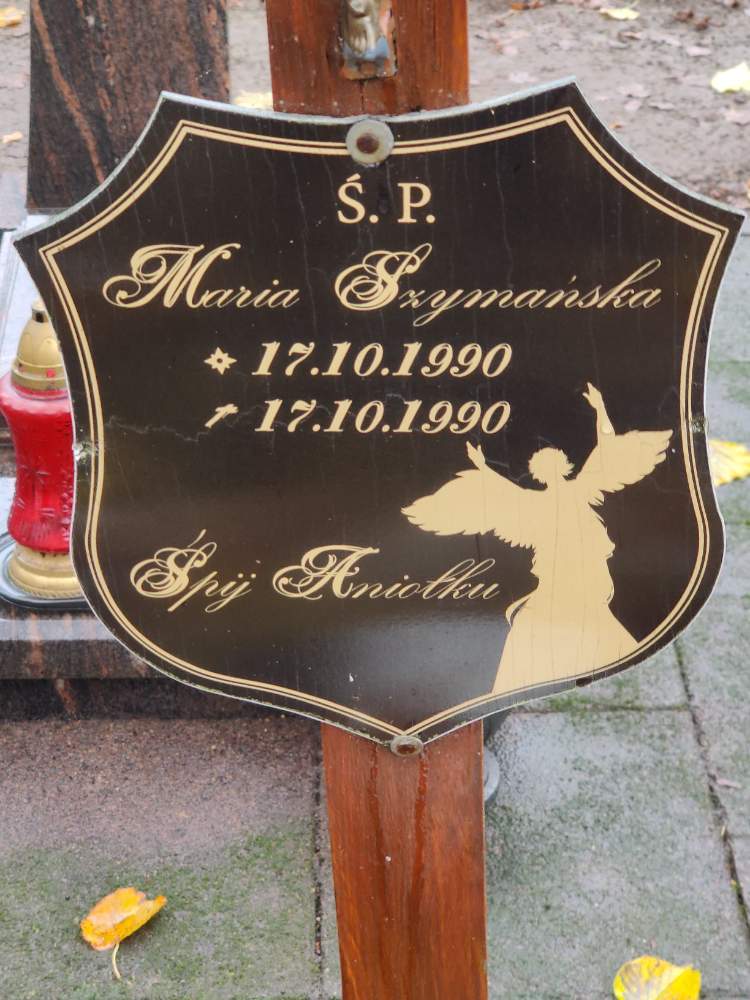 Ś. P.
Maria Szymańska
* 17.10.1990
† 17.10.1990
Śpij Aniołku